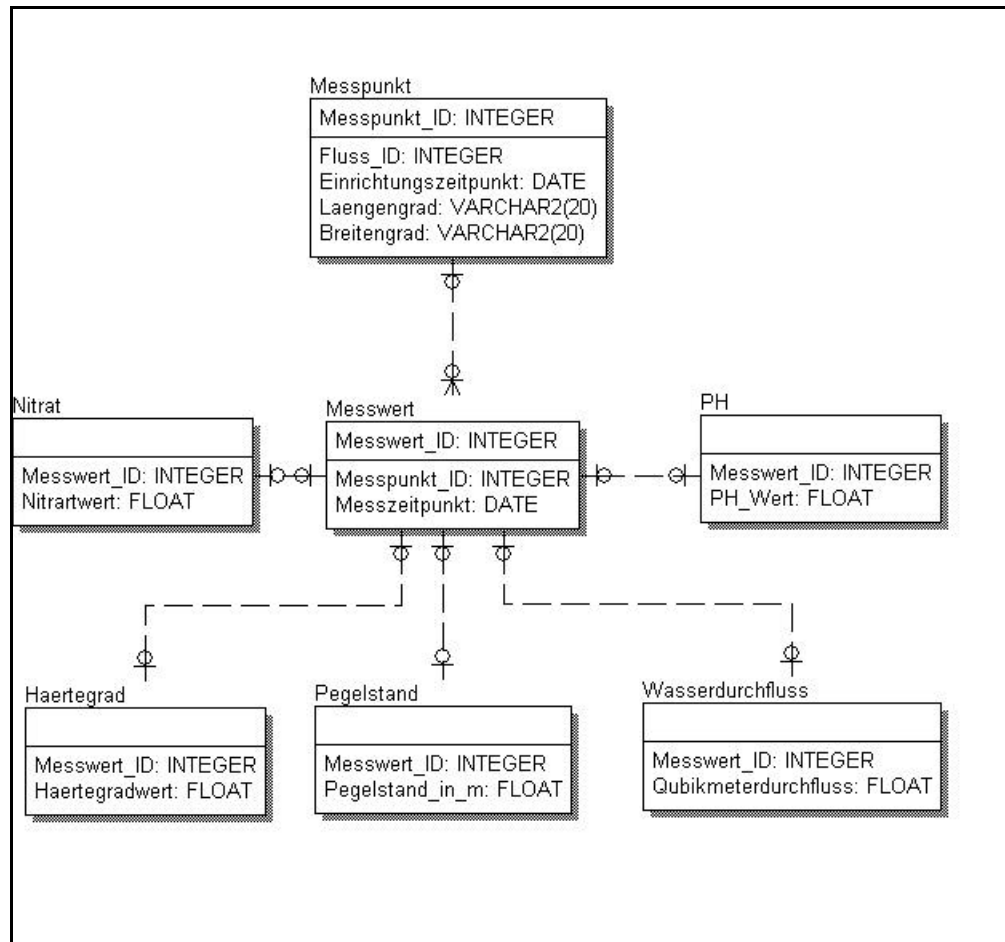 Messpunkt
Messpunkt_ID: INTEGER
Fluss_ID: INTEGER
Einrichtungszeitpunkt: DATE
Laengengrad: VARCHAR2(20)
Breitengrad: VARCHAR2(20)
Nitrat
Messwert_ID: INTEGER
Nitrartwert: FLOAT
Messwert
Messwert_ID: INTEGER
Messpunkt_ID: INTEGER
Messzeitpunkt: DATE
PH
Messwert_ID: INTEGER
PH_Wert: FLOAT
Haertegrad
Messwert_ID: INTEGER
Haertegradwert: FLOAT
Pegelstand
Messwert_ID: INTEGER
Pegelstand_in_m: FLOAT
Wasserdurchfluss
Messwert_ID: INTEGER
Qubikmeterdurchfluss: FLOAT